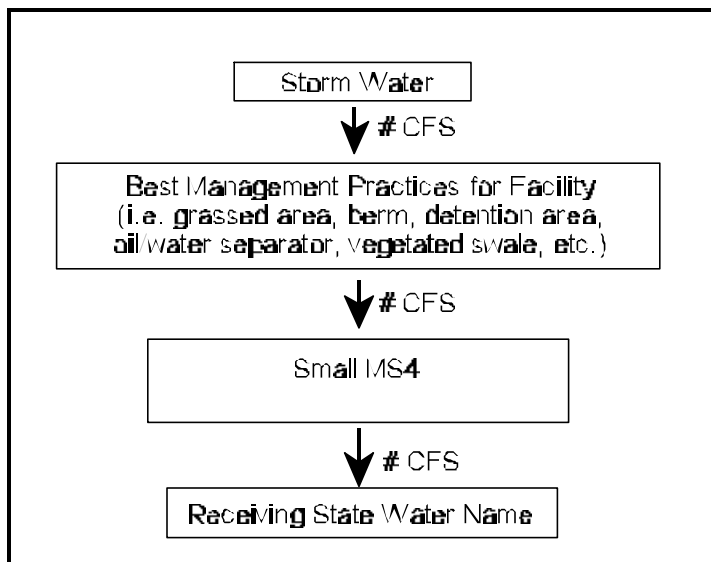 Storm Water
# CFS
Best Management Practices for Facility
(i.e. grassed area, berm, detention area,
oil/water separator, vegetated swale, etc.)
# CFS
Small MS4
# CFS
Receiving State Water Name